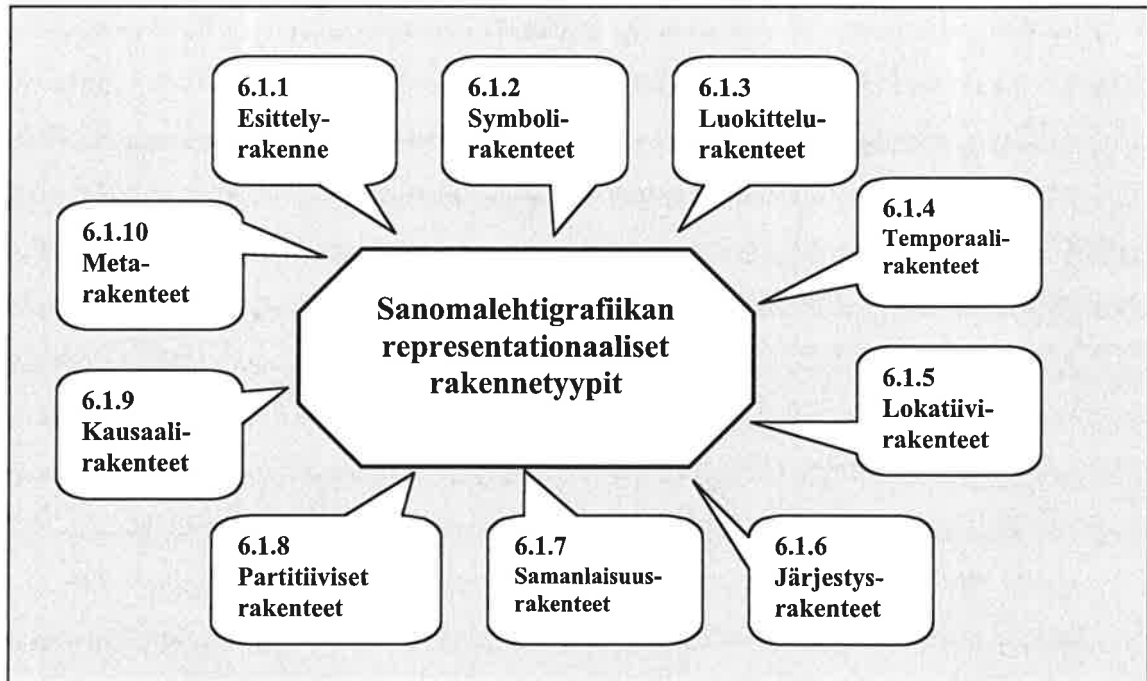 6.1.1
Esittely-
rakenne
6.1.2
Symboli-
rakenteet
6.1.3
Luokittelu-
rakenteet
6.1.4
Temporaali-
rakenteet
6.1.10
Meta-
rakenteet
Sanomalehtigrafiikan
representationaaliset
rakennetyypit
6.1.5
Lokatiivi-
rakenteet
6.1.9
Kausaali-
rakenteet
6.1.8
Partitiiviset
rakenteet
6.1.7
Samanlaisuus-
rakenteet
6.1.6
Järjestys-
rakenteet